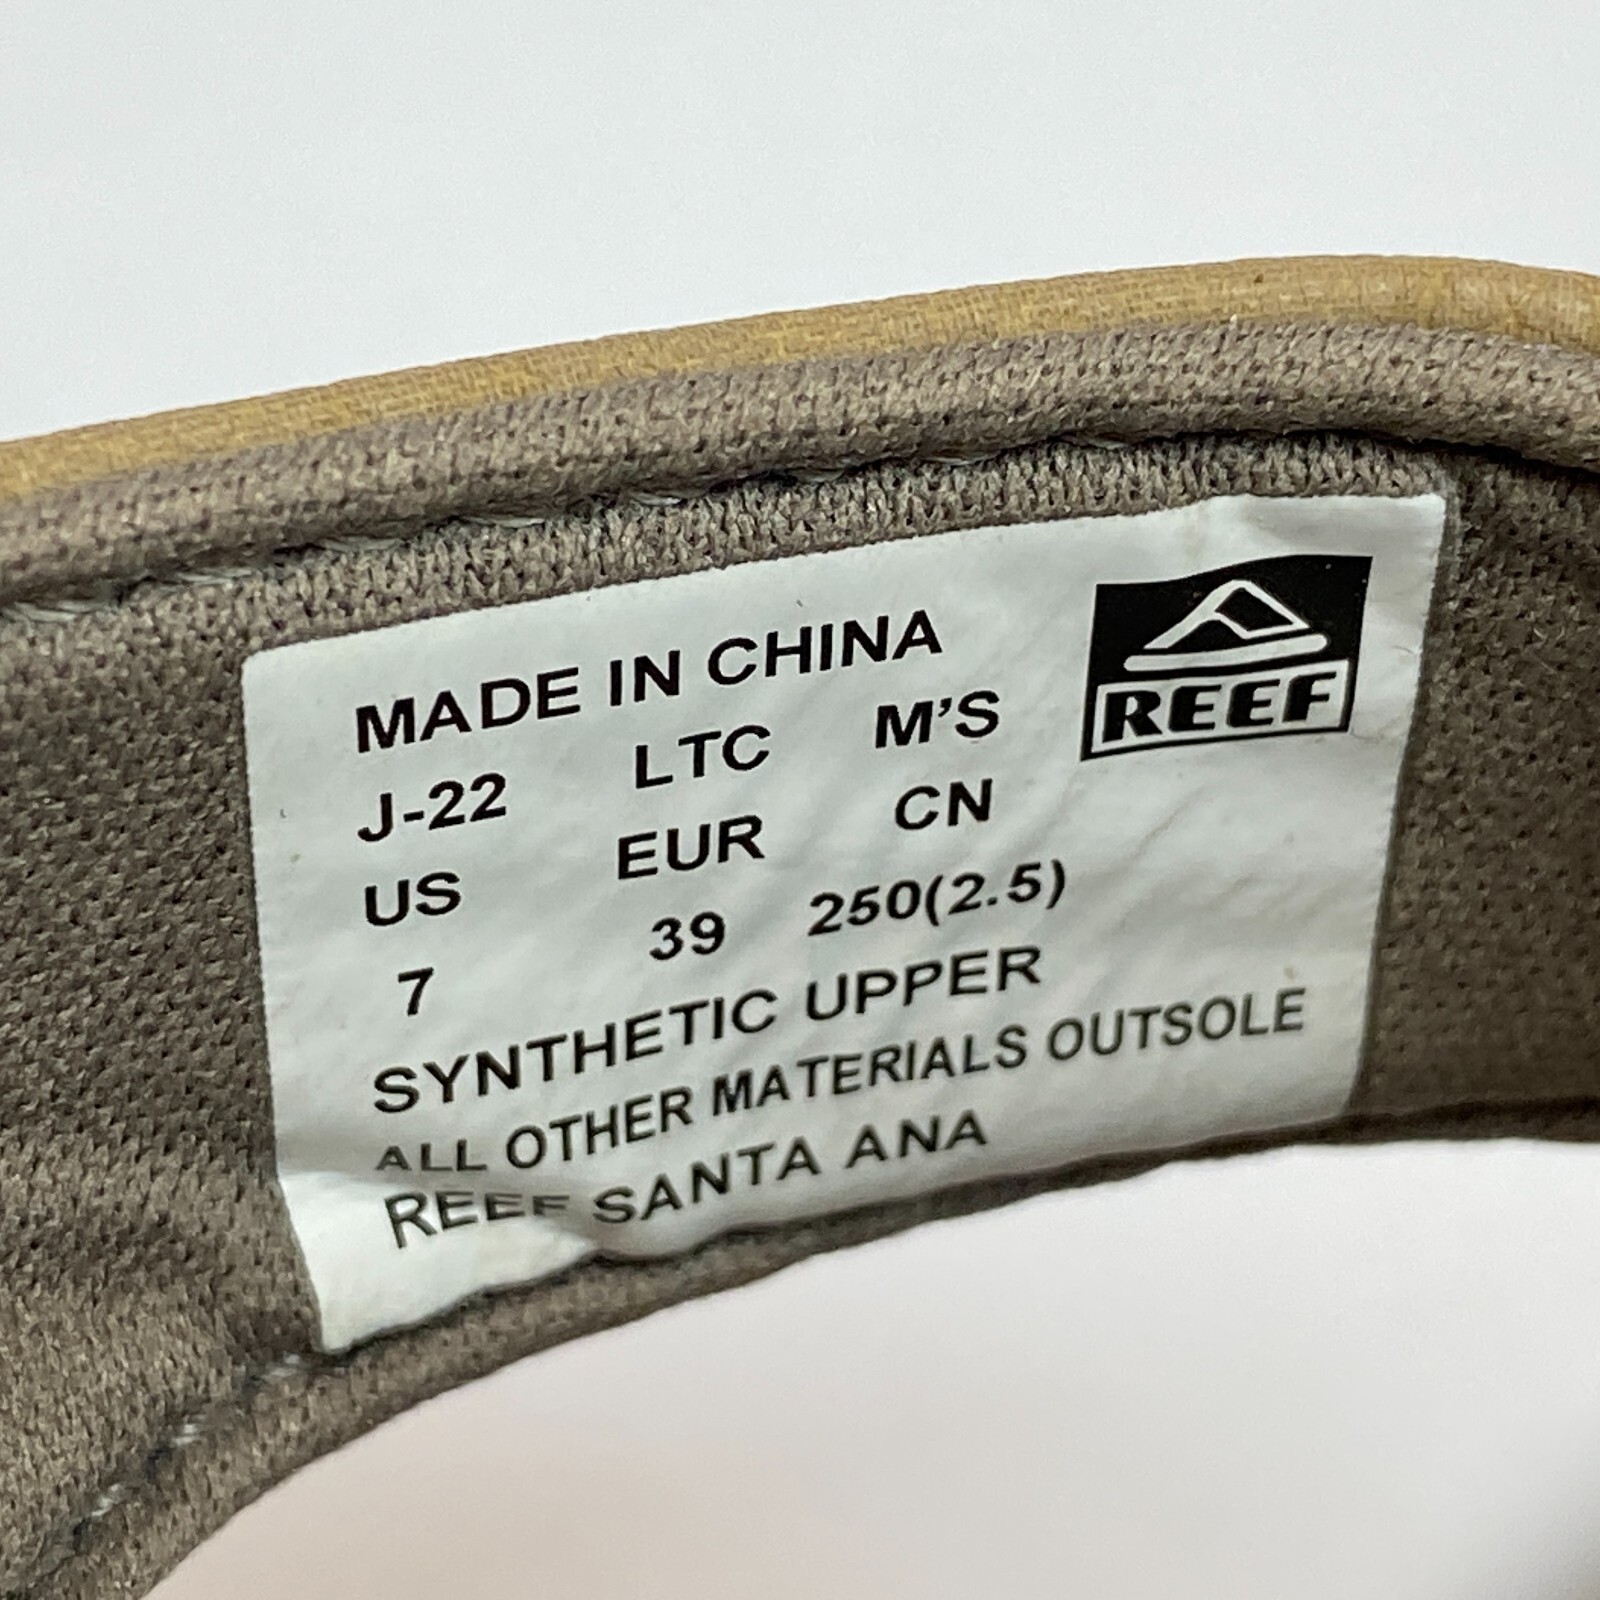 MADE IN CHINA
REEF
J-22 LTC M'S
US EUR CN
7 39 250(2.5)
SYNTHETIC UPPER
ALL OTHER MATERIALS OUTSOLE
REEF SANTA ANA